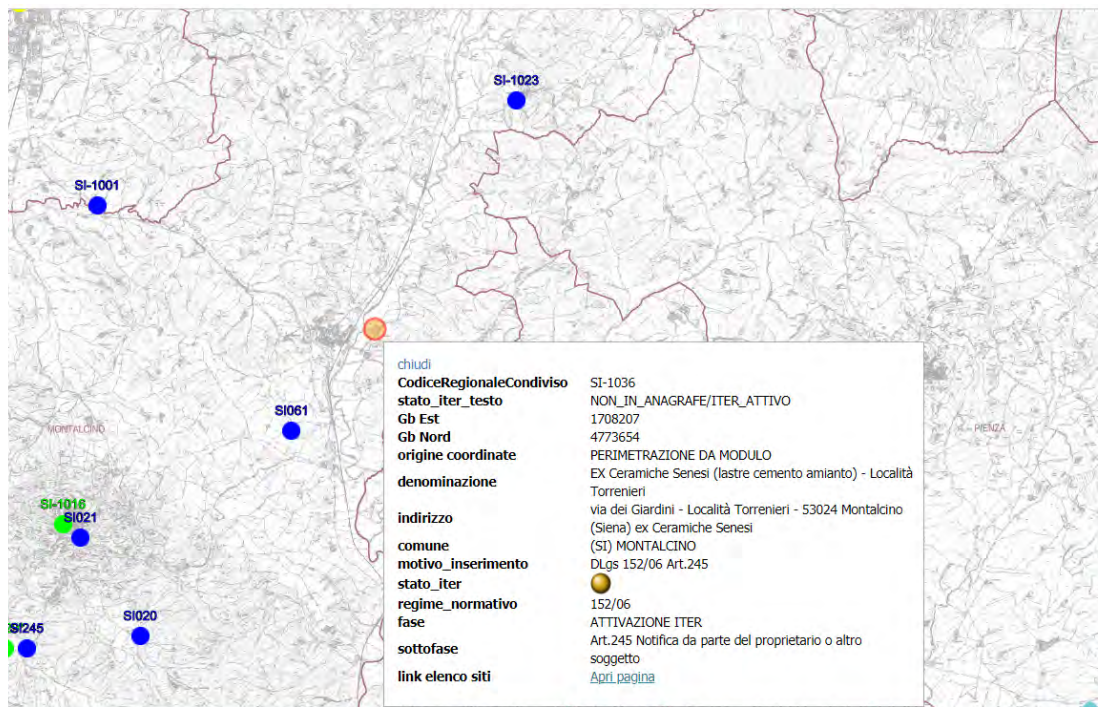 SI-1023
SI-1001
SI061
MONTALCINO
PIENZA
SI-1016
SI021
SI020
SI245
chiudi
CodiceRegionaleCondiviso SI-1036
stato_iter_testo NON_IN_ANAGRAFE/ITER_ATTIVO
Gb Est 1708207
Gb Nord 4773654
origine coordinate PERIMETRAZIONE DA MODULO
denominazione EX Ceramiche Senesi (lastre cemento amianto) - Località
Torrenieri
indirizzo via dei Giardini - Località Torrenieri - 53024 Montalcino
(Siena) ex Ceramiche Senesi
comune (SI) MONTALCINO
motivo_inserimento DLgs 152/06 Art.245
stato_iter
regime_normativo 152/06
fase ATTIVAZIONE ITER
sottofase Art.245 Notifica da parte del proprietario o altro
soggetto
link elenco siti Apri pagina